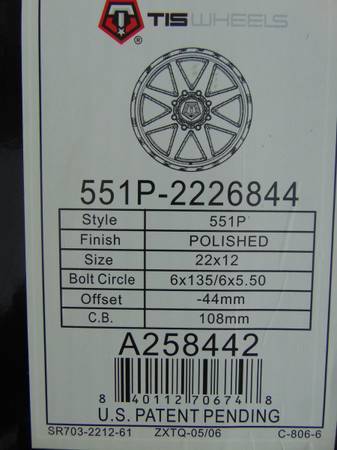 TIS WHEELS
®
551P-2226844
Style 551P
Finish POLISHED
Size 22x12
Bolt Circle 6x135/6x5.50
Offset -44mm
C.B. 108mm
A258442
8 40112 70674 8
U.S. PATENT PENDING
SR703-2212-61 ZXTQ-05/06 C-806-6